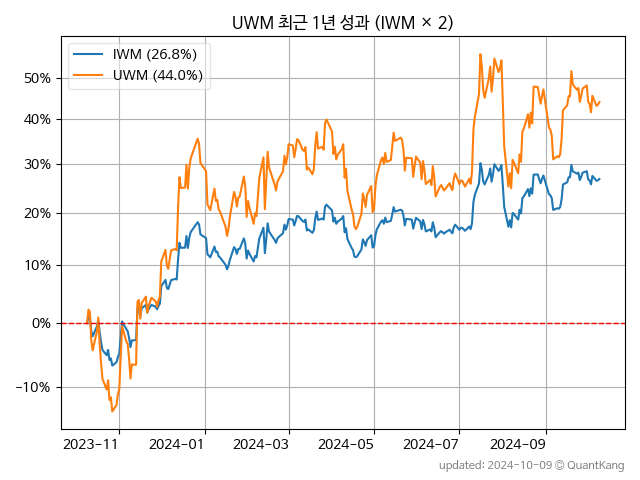 UWM 최근 1년 성과 (IWM × 2)
IWM (26.8%)
UWM (44.0%)
50%
40%
30%
20%
10%
0%
−10%
2023-11 2024-01 2024-03 2024-05 2024-07 2024-09
updated: 2024-10-09 © QuantKang